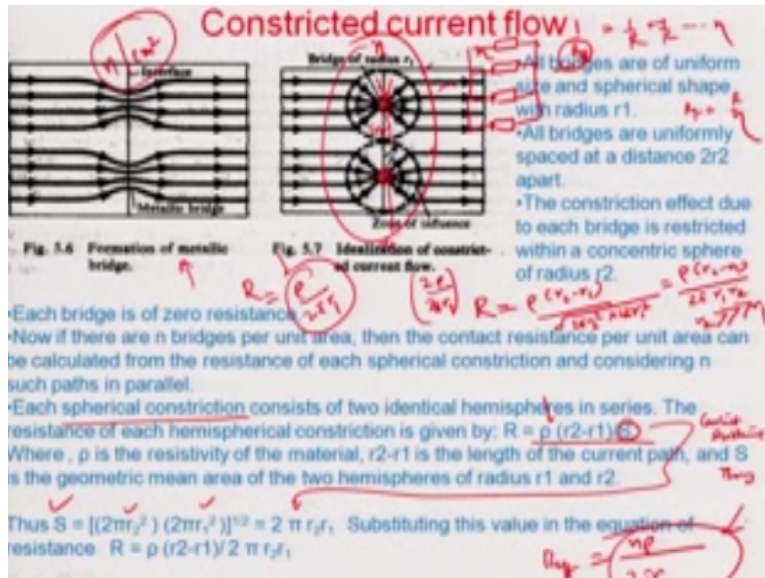 Constricted current flow
n/cm²
Interface
Metallic bridge
Fig. 5.6 Formation of metallic
bridge.
Bridge of radius r₁
n
Zone of influence
Fig. 5.7 Idealization of constrict-
ed current flow.
•All bridges are of uniform
size and spherical shape
with radius r1.
•All bridges are uniformly
spaced at a distance 2r2
apart.
•The constriction effect due
to each bridge is restricted
within a concentric sphere
of radius r2.
•Each bridge is of zero resistance
•Now if there are n bridges per unit area, then the contact resistance per unit area can
be calculated from the resistance of each spherical constriction and considering n
such paths in parallel.
•Each spherical constriction consists of two identical hemispheres in series. The
resistance of each hemispherical constriction is given by: R = ρ (r2-r1)/S
Where , ρ is the resistivity of the material, r2-r1 is the length of the current path, and S
is the geometric mean area of the two hemispheres of radius r1 and r2.
Thus S = [(2πr₂² ) (2πr₁² )]¹/² = 2 π r₂r₁ Substituting this value in the equation of
resistance R = ρ (r2-r1)/ 2 π r₂r₁